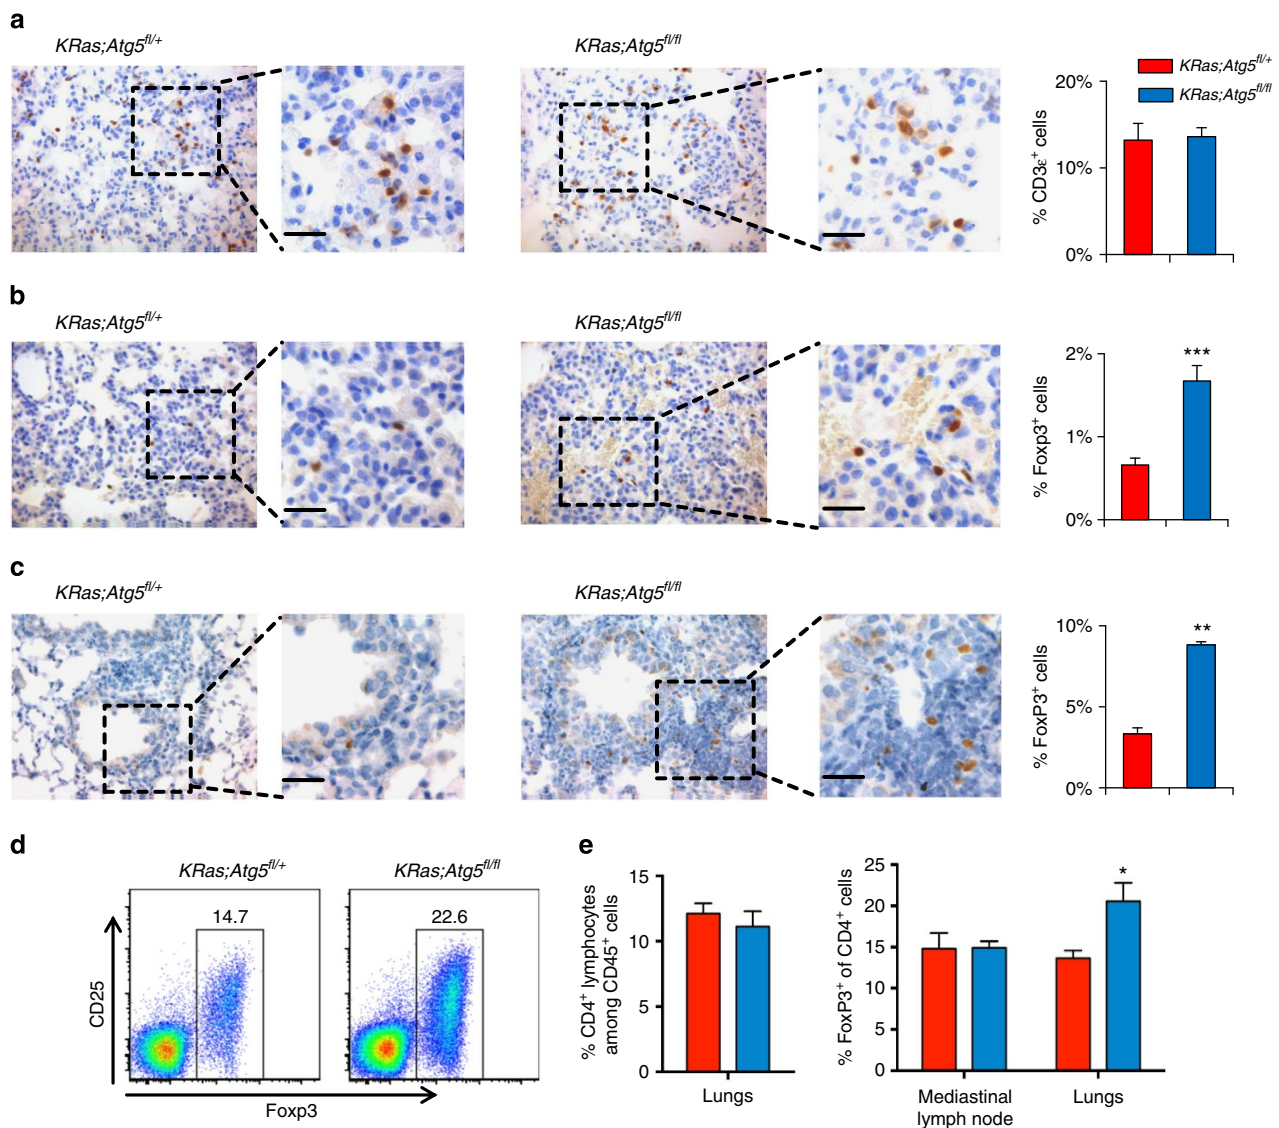 a
KRas;Atg5fl/+
KRas;Atg5fl/fl
KRas;Atg5fl/+
KRas;Atg5fl/fl
% CD3ε+ cells
20%
10%
0%
b
KRas;Atg5fl/+
KRas;Atg5fl/fl
% Foxp3+ cells
2%
1%
0%
***
c
KRas;Atg5fl/+
KRas;Atg5fl/fl
% FoxP3+ cells
10%
5%
0%
**
d
KRas;Atg5fl/+
KRas;Atg5fl/fl
14.7
22.6
CD25
Foxp3
e
% CD4+ lymphocytes
among CD45+ cells
15
10
5
0
Lungs
% FoxP3+ of CD4+ cells
25
20
15
10
5
0
*
Mediastinal
lymph node
Lungs